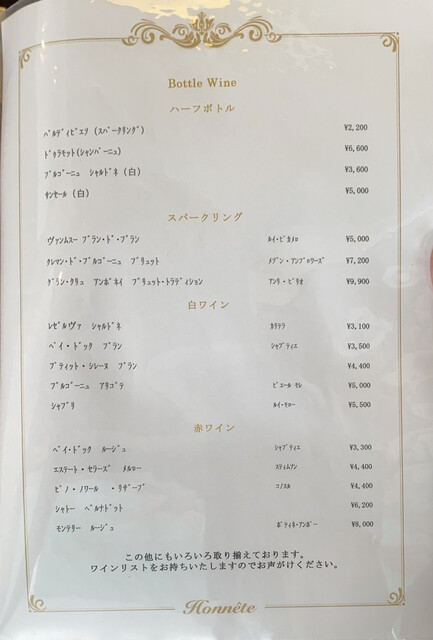 Bottle Wine
ハーフボトル
ﾊﾞﾙﾃﾞｨﾋﾞｴｿ (ｽﾊﾟｰｸﾘﾝｸﾞ) ¥2,200
ﾄﾞｩﾗﾓｯﾄ(ｼｬﾝﾊﾟｰﾆｭ) ¥6,600
ﾌﾞﾙｺﾞｰﾆｭ ｼｬﾙﾄﾞﾈ (白) ¥3,600
ｻﾝｾｰﾙ (白) ¥5,000
スパークリング
ヴｧﾝﾑｽｰ ﾌﾞﾗﾝ･ﾄﾞ･ﾌﾞﾗﾝ ﾙｲ･ﾋﾟｶﾒﾛ ¥5,000
ｸﾚﾏﾝ･ﾄﾞ･ﾌﾞﾙｺﾞｰﾆｭ ﾌﾞﾘｭｯﾄ ﾒｿﾞﾝ･ｱﾝﾌﾞﾛﾜｰｽﾞ ¥7,200
ｸﾞﾗﾝ･ｸﾘｭ ｱﾝﾎﾞﾈｲ ﾌﾞﾘｭｯﾄ･ﾄﾗﾃﾞｨｼｮﾝ ｱﾝﾘ･ﾋﾞﾘｵ ¥9,900
白ワイン
ﾚｾﾞﾙヴｧ ｼｬﾙﾄﾞﾈ ｶﾘﾃﾗ ¥3,100
ﾍﾟｲ･ﾄﾞｯｸ ﾌﾞﾗﾝ ｼｬﾌﾟﾃｨｴ ¥3,500
ﾌﾟﾃｨｯﾄ･ｼﾚｰﾇ ﾌﾞﾗﾝ ¥4,400
ﾌﾞﾙｺﾞｰﾆｭ ｱﾘｺﾞﾃ ﾋﾟｴｰﾙ ﾓﾚ ¥5,000
ｼｬﾌﾞﾘ ﾙｲ･ﾓﾛｰ ¥5,500
赤ワイン
ﾍﾟｲ･ﾄﾞｯｸ ﾙｰｼﾞｭ ｼｬﾌﾟﾃｨｴ ¥3,300
ｴｽﾃｰﾄ･ｾﾗｰｽﾞ ﾒﾙﾛｰ ｽﾃｨﾑｿﾝ ¥4,400
ﾋﾟﾉ･ﾉﾜｰﾙ ･ﾘｻﾞｰﾌﾞ ｺﾉｽﾙ ¥4,400
ｼｬﾄｰ ﾍﾞﾙﾅﾄﾞｯﾄ ¥6,200
ﾓﾝﾃﾘｰ ﾙｰｼﾞｭ ﾎﾟﾃｨﾈ･ｱﾝﾎﾞｰ ¥8,000
この他にもいろいろ取り揃えております。
ワインリストをお持ちいたしますのでお声がけください。
Honnête